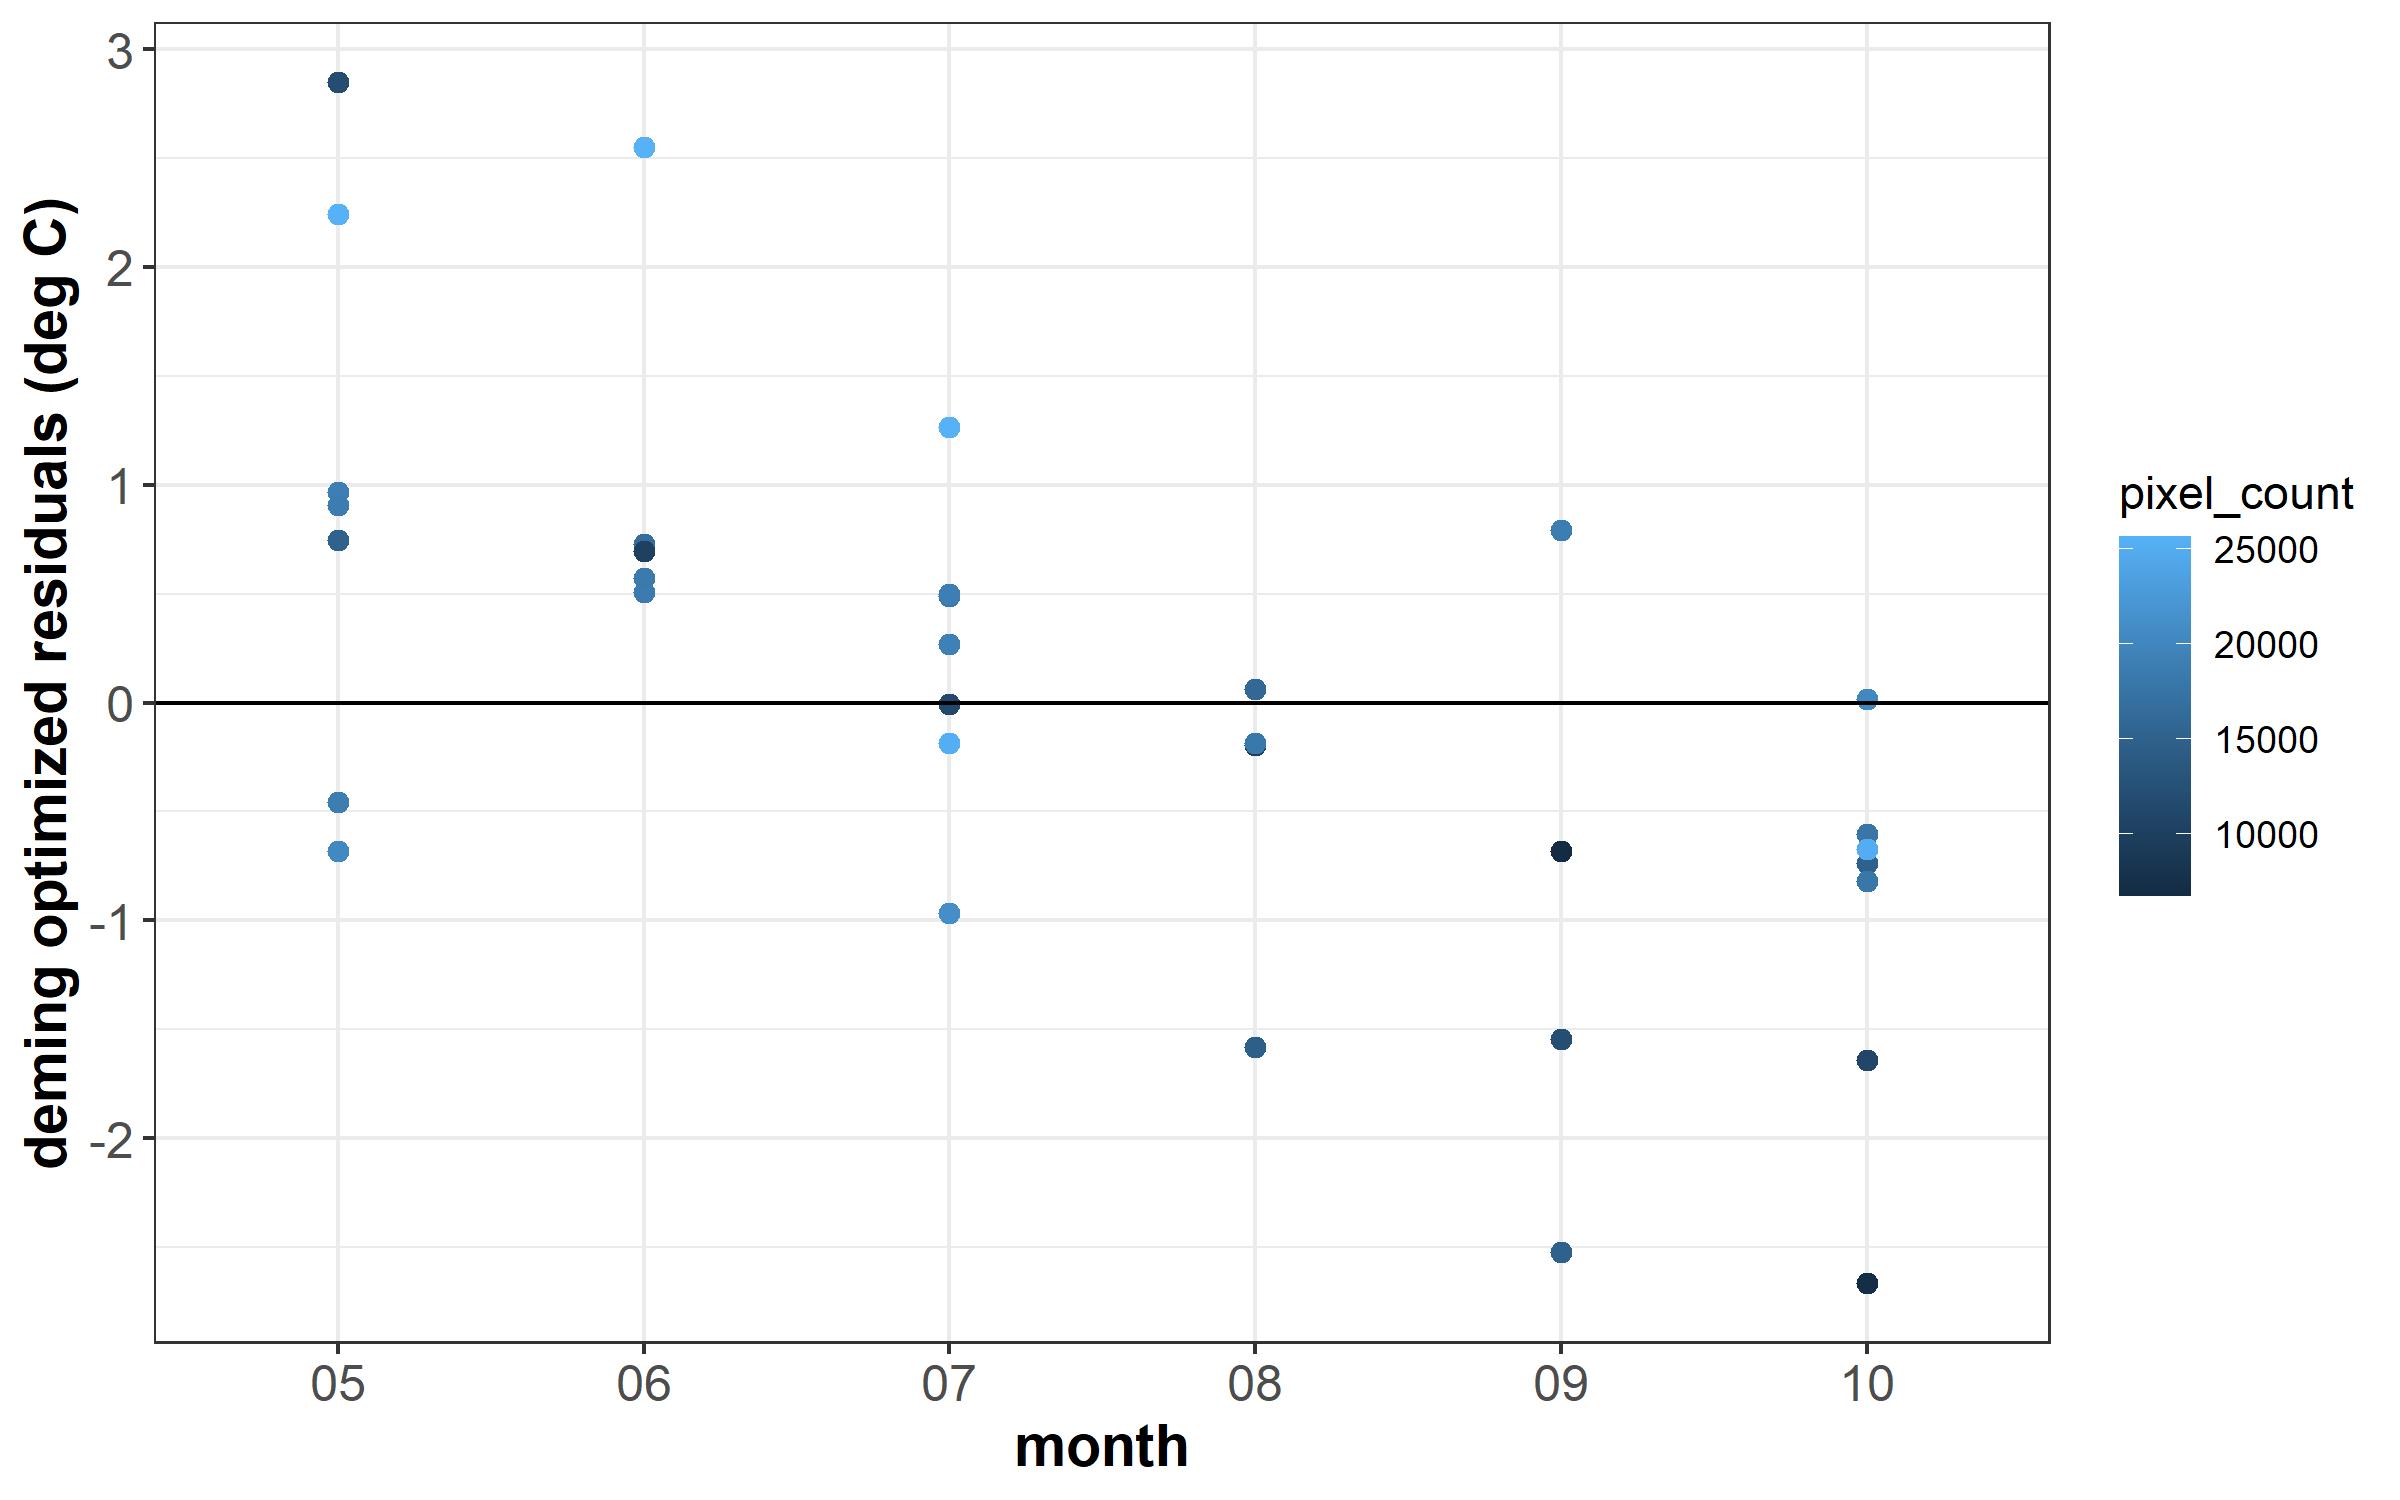 deming optimized residuals (deg C)
3
2
1
0
-1
-2
05 06 07 08 09 10
month
pixel_count
25000
20000
15000
10000